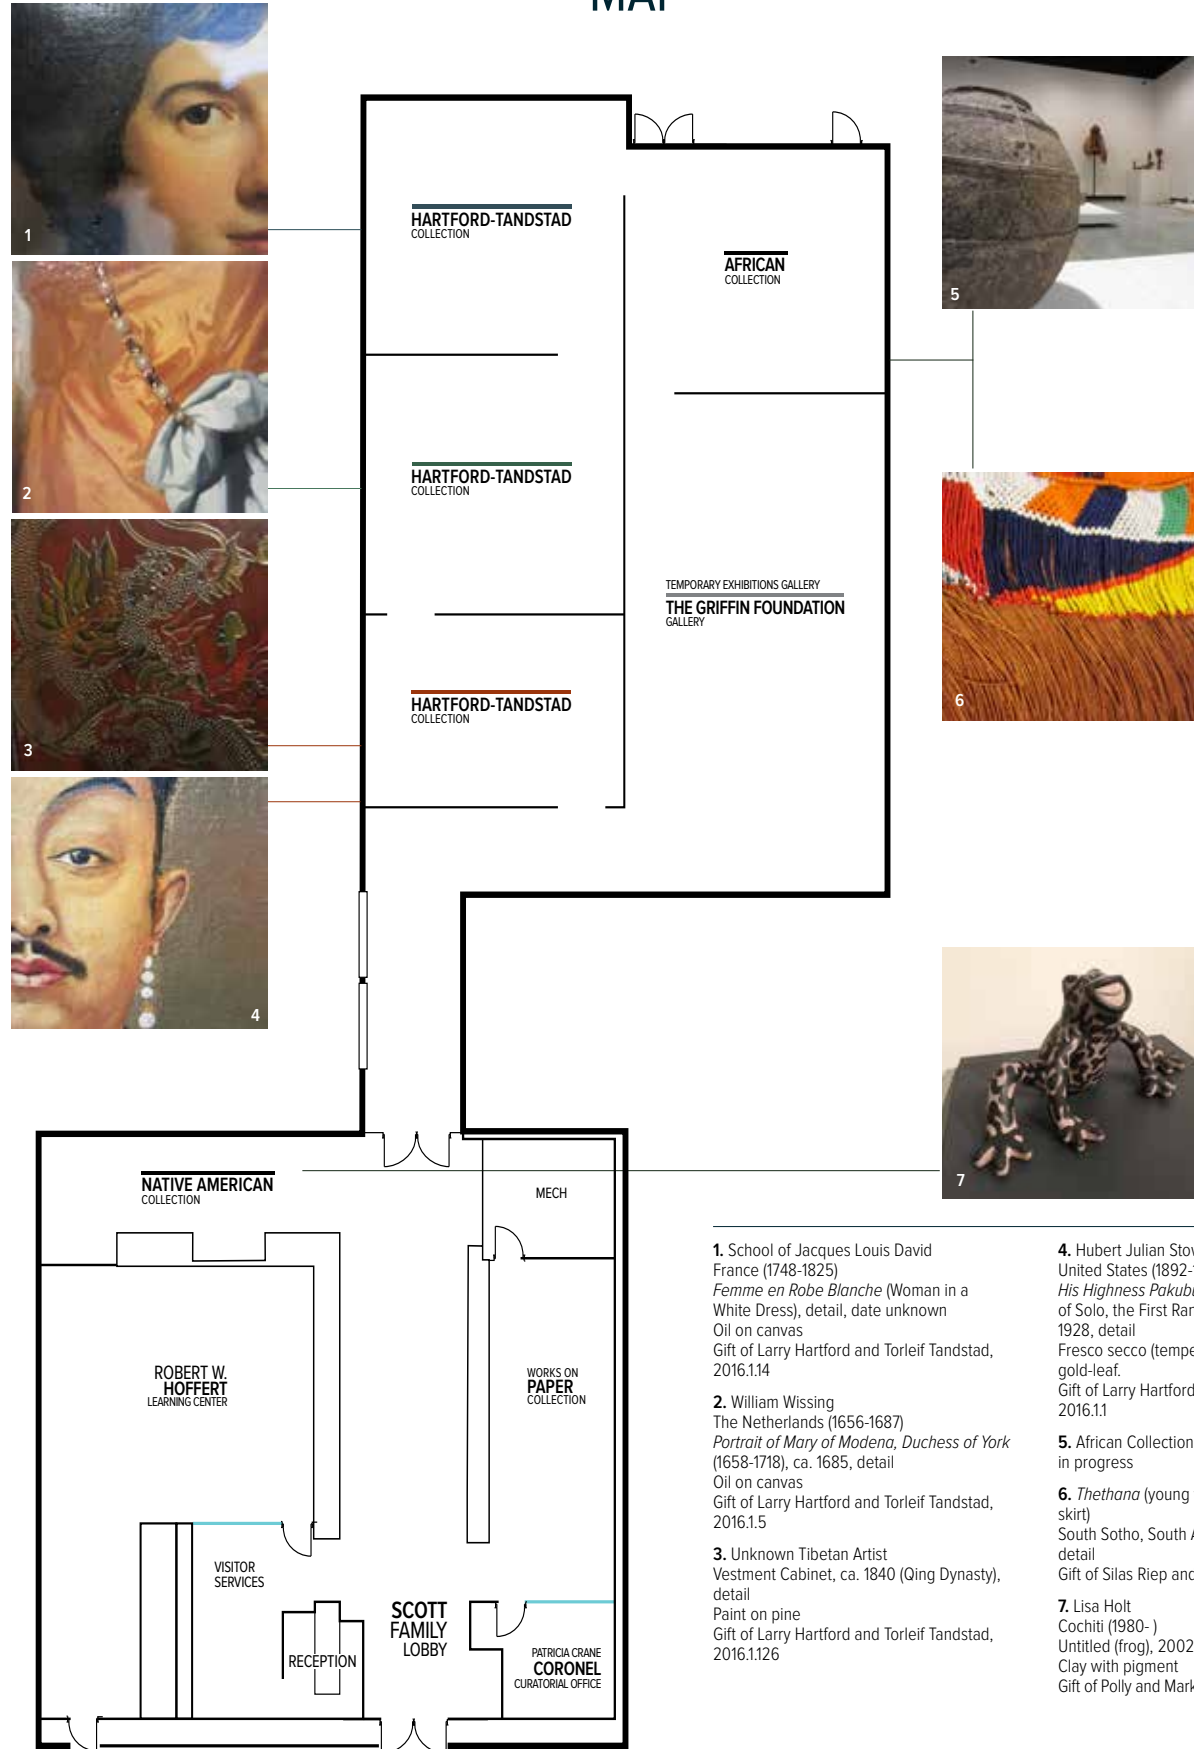 MAP
1
2
3
4
5
6
7
HARTFORD-TANDSTAD
COLLECTION
AFRICAN
COLLECTION
HARTFORD-TANDSTAD
COLLECTION
TEMPORARY EXHIBITIONS GALLERY
THE GRIFFIN FOUNDATION
GALLERY
HARTFORD-TANDSTAD
COLLECTION
NATIVE AMERICAN
COLLECTION
MECH
ROBERT W.
HOFFERT
LEARNING CENTER
WORKS ON
PAPER
COLLECTION
VISITOR
SERVICES
RECEPTION
SCOTT
FAMILY
LOBBY
PATRICIA CRANE
CORONEL
CURATORIAL OFFICE
1. School of Jacques Louis David
France (1748-1825)
Femme en Robe Blanche (Woman in a
White Dress), detail, date unknown
Oil on canvas
Gift of Larry Hartford and Torleif Tandstad,
2016.1.14
2. William Wissing
The Netherlands (1656-1687)
Portrait of Mary of Modena, Duchess of York
(1658-1718), ca. 1685, detail
Oil on canvas
Gift of Larry Hartford and Torleif Tandstad,
2016.1.5
3. Unknown Tibetan Artist
Vestment Cabinet, ca. 1840 (Qing Dynasty),
detail
Paint on pine
Gift of Larry Hartford and Torleif Tandstad,
2016.1.126
4. Hubert Julian
United States (1892-
His Highness
of Solo, the First
1928, detail
Fresco secco
gold-leaf.
Gift of Larry Hartford
2016.1.1
5. African Collection
in progress
6. Thethana (young
skirt)
South Sotho, South
detail
Gift of Silas Riep and
7. Lisa Holt
Cochiti (1980- )
Untitled (frog), 2002
Clay with pigment
Gift of Polly and Mark